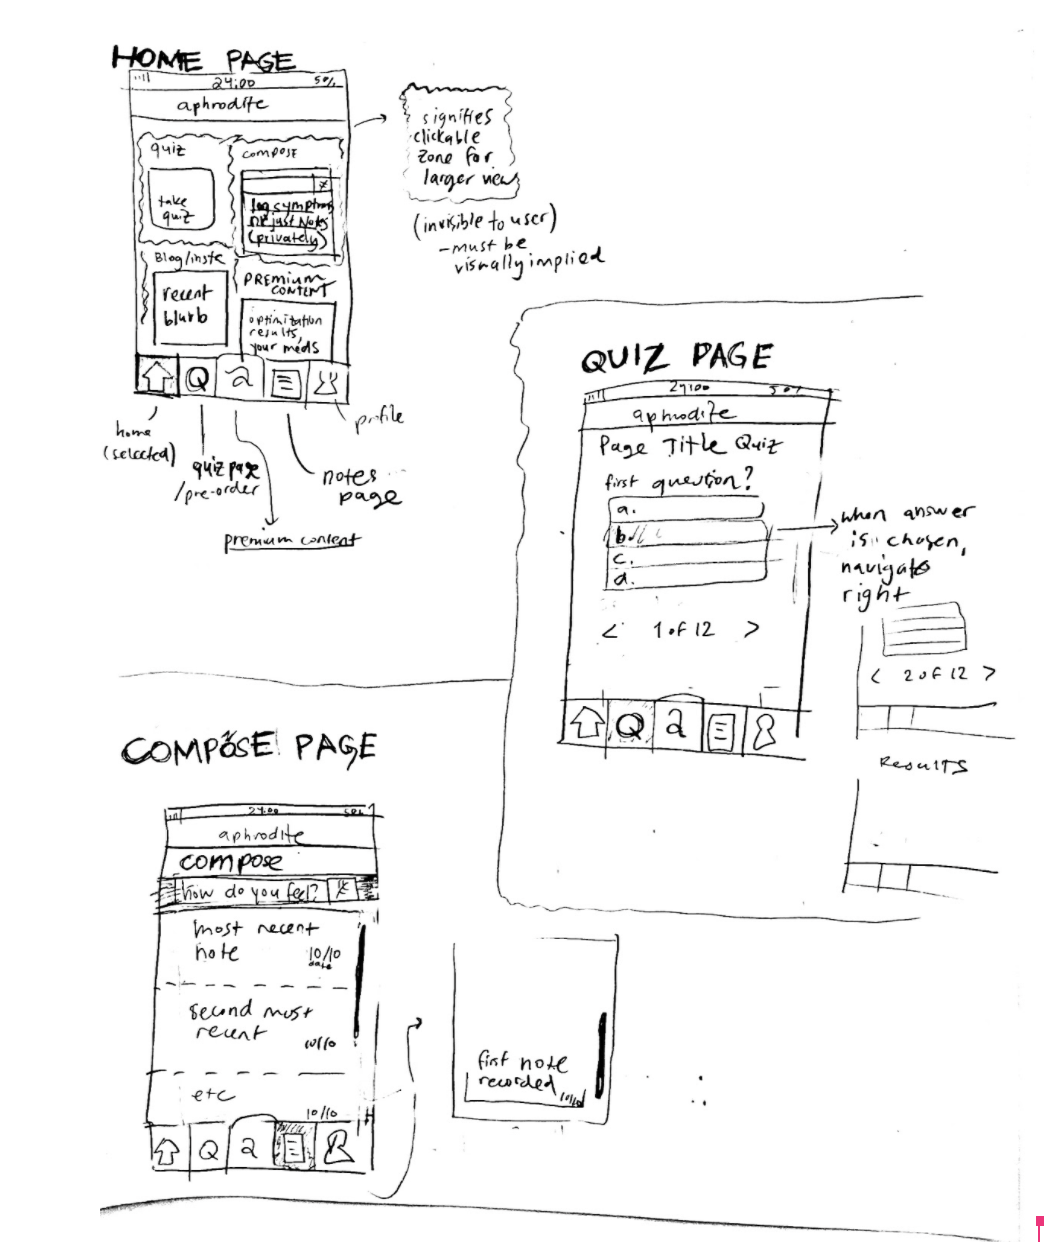 HOME PAGE
24:00 50%
aphrodite
quiz
take
quiz
compose
log symptoms
or just notes
(privately)
Blog/insta
recent
blurb
PREMIUM
CONTENT
optimization
results,
your meds
Q a
home
(selected)
quiz page
/pre-order
premium content
notes
page
profile
signifies
clickable
zone for
larger view
(invisible to user)
- must be
visually implied
QUIZ PAGE
24:00 50%
aphrodite
Page Title Quiz
first question?
a.
b.
c.
d.
< 1 of 12 >
Q a
when answer
is chosen,
navigate
right
< 2 of 12 >
Results
COMPOSE PAGE
24:00 50%
aphrodite
compose
how do you feel?
most recent
note
10/10
date
second most
recent
10/10
etc
10/10
Q a
first note
recorded
10/10